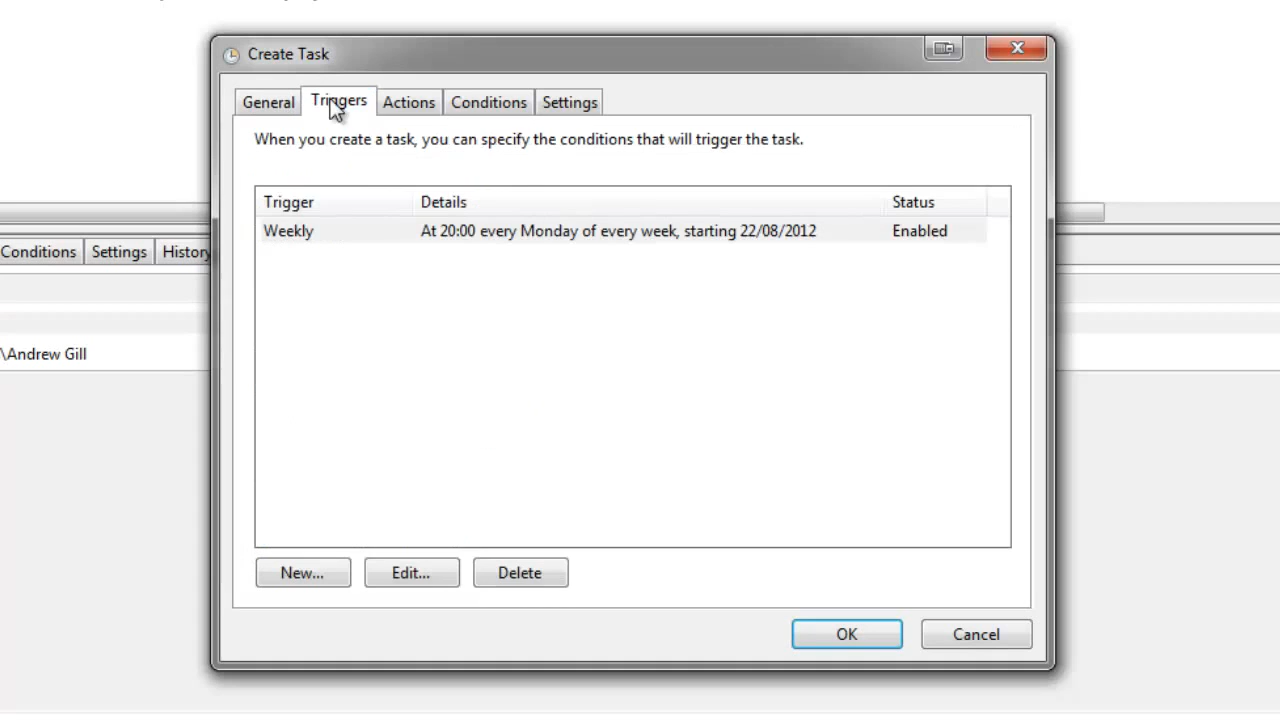 Create Task
General Triggers Actions Conditions Settings
When you create a task, you can specify the conditions that will trigger the task.
Trigger Details Status
Weekly At 20:00 every Monday of every week, starting 22/08/2012 Enabled
Conditions Settings History
\Andrew Gill
New... Edit... Delete
OK Cancel